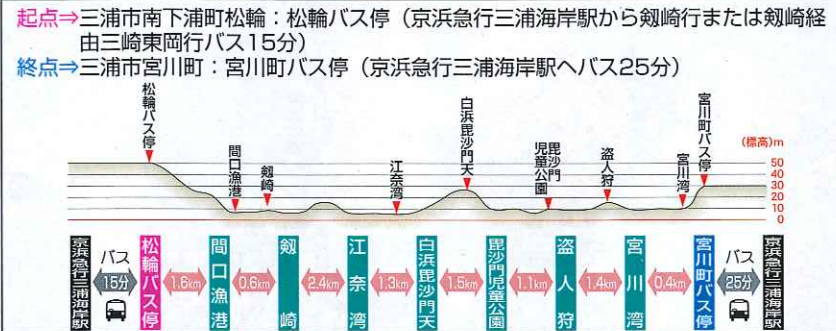 起点⇒三浦市南下浦町松輪：松輪バス停（京浜急行三浦海岸駅から剱崎行または剱崎経
由三崎東岡行バス15分）
終点⇒三浦市宮川町：宮川町バス停（京浜急行三浦海岸駅へバス25分）
松輪バス停
間口漁港
剱崎
江奈湾
白浜毘沙門天
毘沙門
児童公園
盗人狩
宮川湾
宮川町バス停
(標高)m
50
40
30
20
10
0
京浜急行三浦海岸駅
バス
15分
松輪バス停
1.6km
間口漁港
0.6km
剱崎
2.4km
江奈湾
1.3km
白浜毘沙門天
1.5km
毘沙門児童公園
1.1km
盗人狩
1.4km
宮川湾
0.4km
宮川町バス停
バス
25分
京浜急行三浦海岸駅